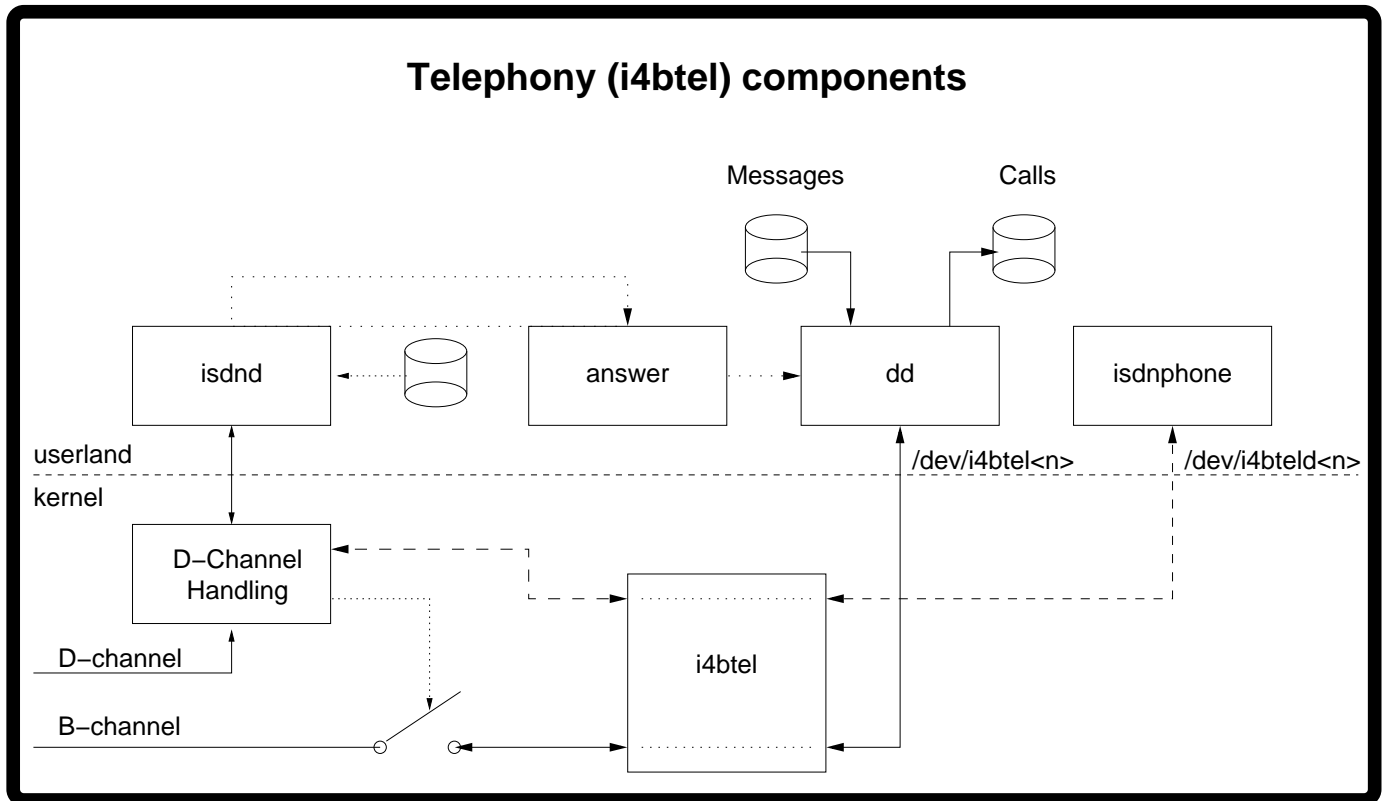 Telephony (i4btel) components
Messages
Calls
isdnd
answer
dd
isdnphone
userland
/dev/i4btel<n>
/dev/i4bteld<n>
kernel
D−Channel
Handling
D−channel
i4btel
B−channel